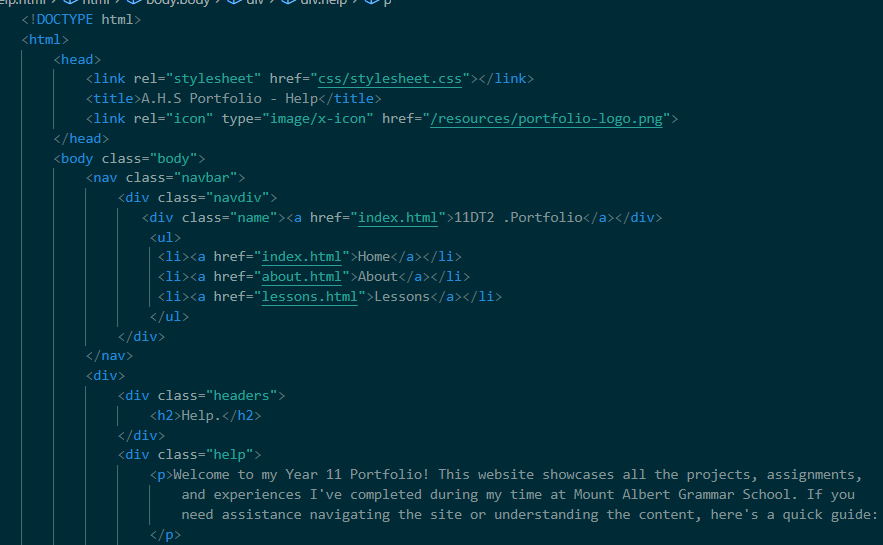 elp.html > html > body.body > div > div.help > p
<!DOCTYPE html>
<html>
<head>
<link rel="stylesheet" href="css/stylesheet.css"></link>
<title>A.H.S Portfolio - Help</title>
<link rel="icon" type="image/x-icon" href="/resources/portfolio-logo.png">
</head>
<body class="body">
<nav class="navbar">
<div class="navdiv">
<div class="name"><a href="index.html">11DT2 .Portfolio</a></div>
<ul>
<li><a href="index.html">Home</a></li>
<li><a href="about.html">About</a></li>
<li><a href="lessons.html">Lessons</a></li>
</ul>
</div>
</nav>
<div>
<div class="headers">
<h2>Help.</h2>
</div>
<div class="help">
<p>Welcome to my Year 11 Portfolio! This website showcases all the projects, assignments,
and experiences I've completed during my time at Mount Albert Grammar School. If you
need assistance navigating the site or understanding the content, here's a quick guide:
</p>